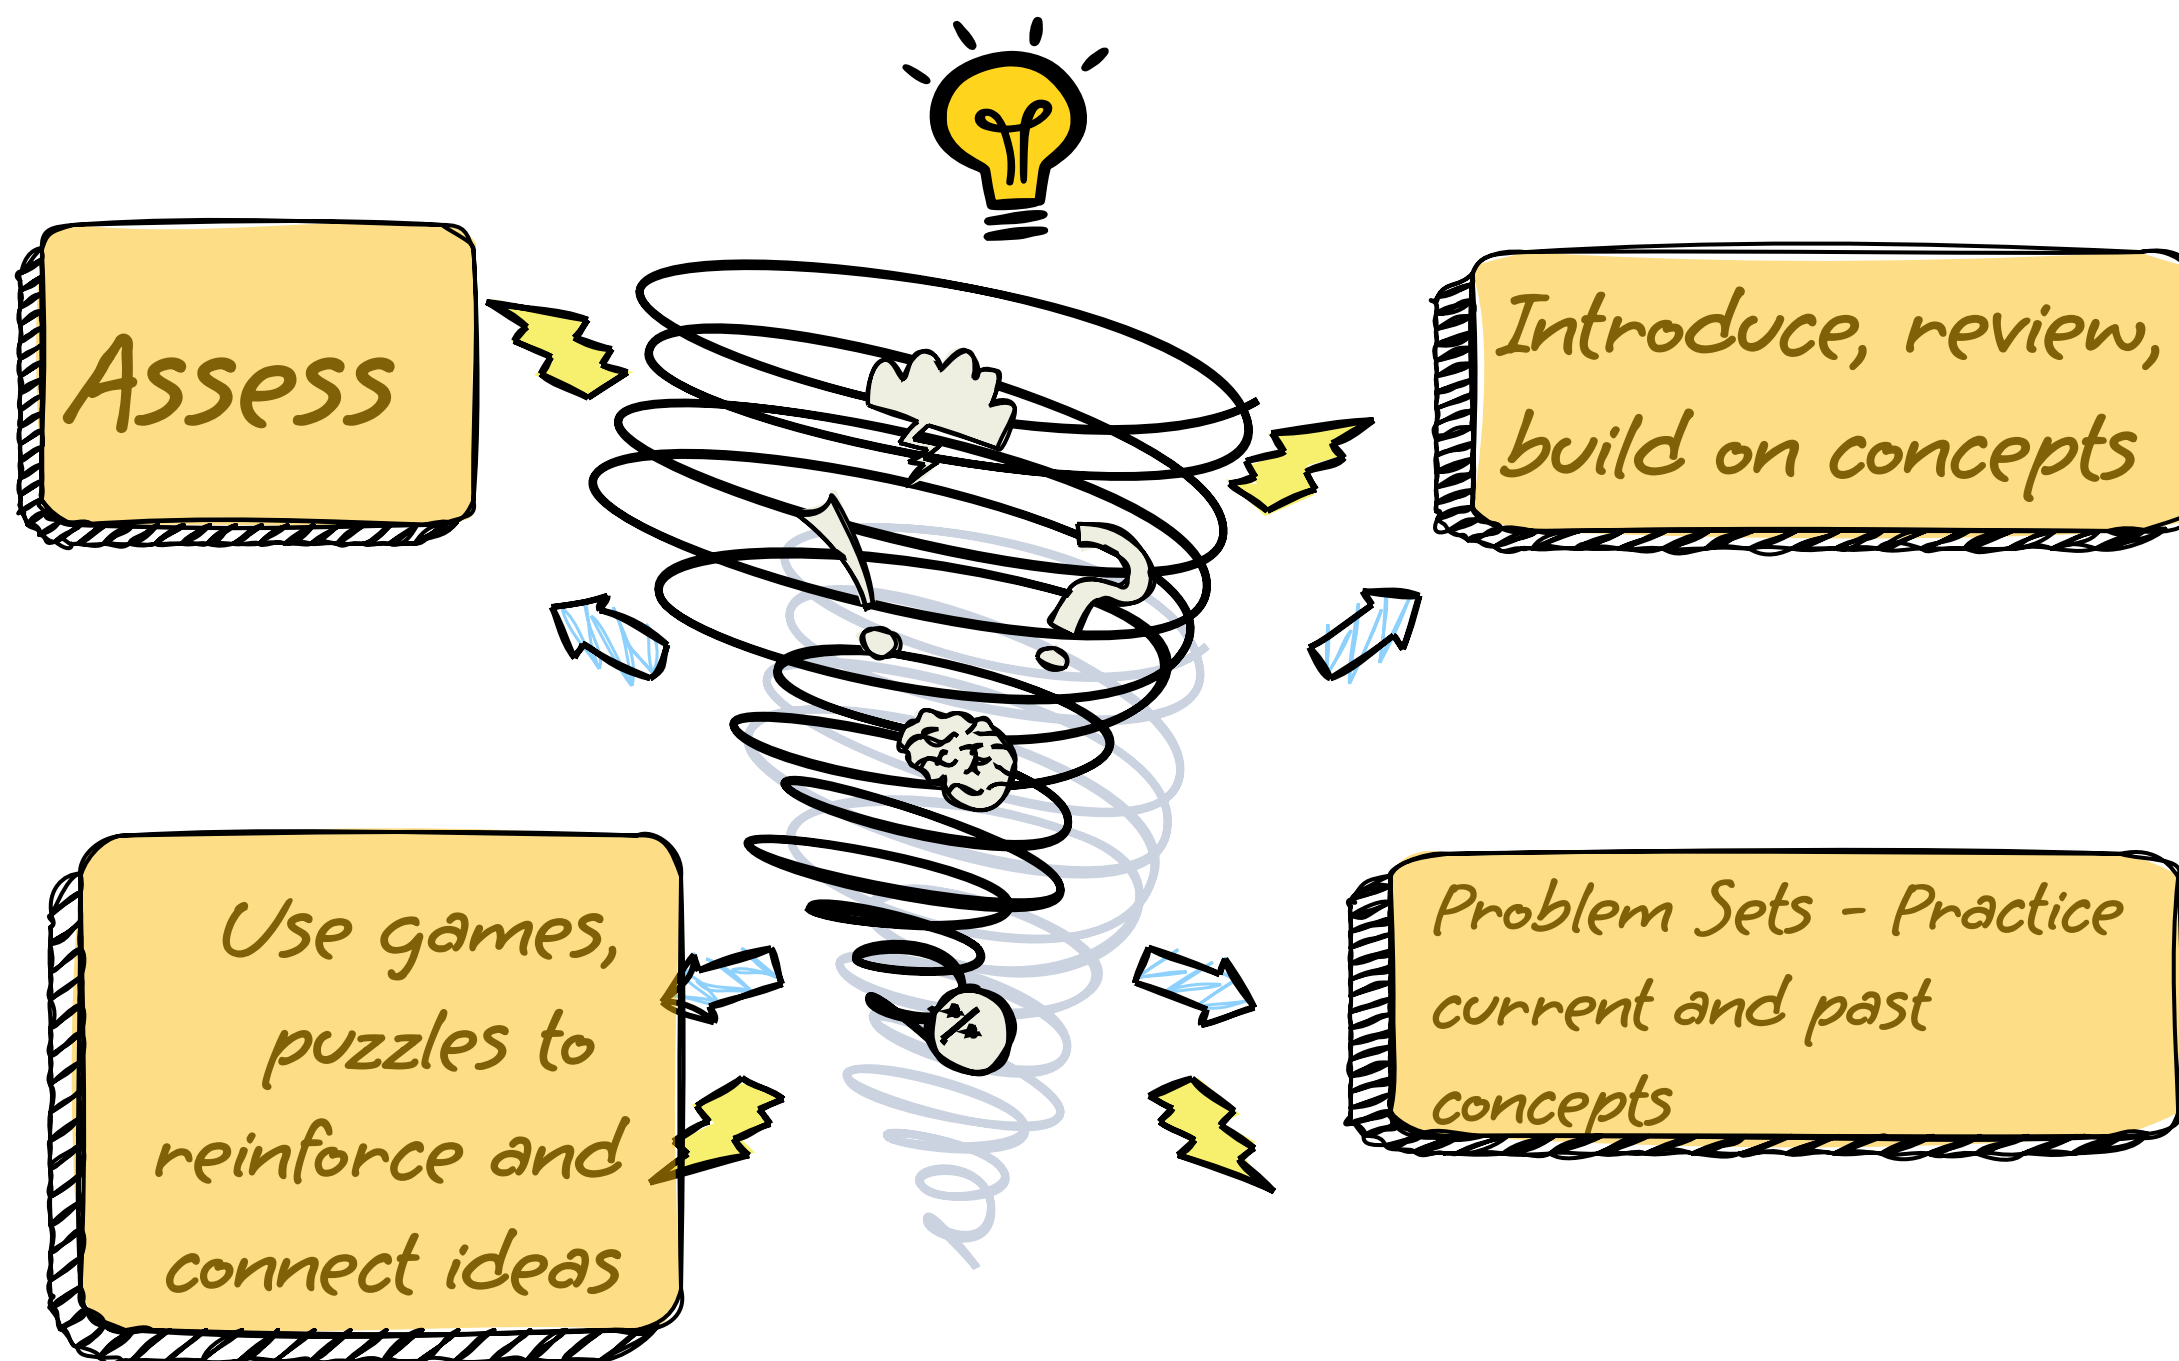 Assess
Introduce, review,
build on concepts
Use games,
puzzles to
reinforce and
connect ideas
Problem Sets - Practice
current and past
concepts